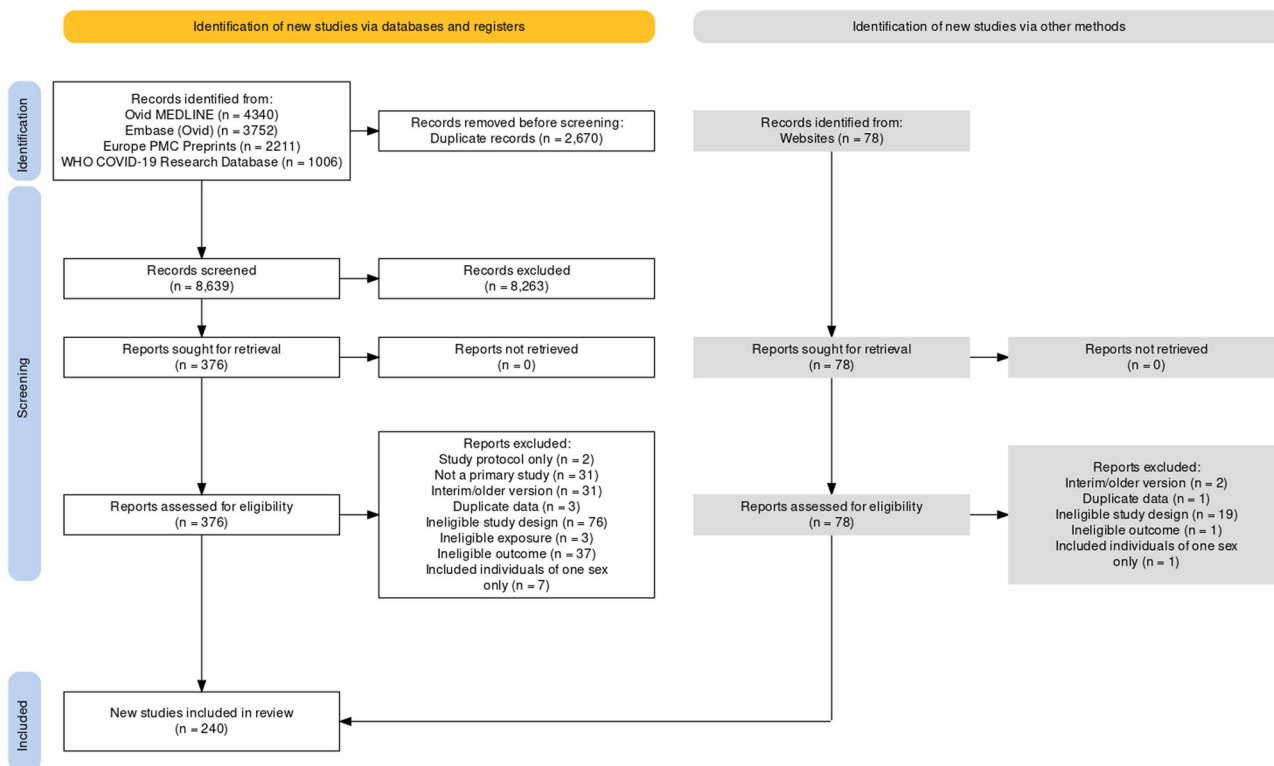 Identification of new studies via databases and registers
Identification of new studies via other methods
Identification
Records identified from:
Ovid MEDLINE (n = 4340)
Embase (Ovid) (n = 3752)
Europe PMC Preprints (n = 2211)
WHO COVID-19 Research Database (n = 1006)
Records removed before screening:
Duplicate records (n = 2,670)
Records identified from:
Websites (n = 78)
Screening
Records screened
(n = 8,639)
Records excluded
(n = 8,263)
Reports sought for retrieval
(n = 376)
Reports not retrieved
(n = 0)
Reports sought for retrieval
(n = 78)
Reports not retrieved
(n = 0)
Reports assessed for eligibility
(n = 376)
Reports excluded:
Study protocol only (n = 2)
Not a primary study (n = 31)
Interim/older version (n = 31)
Duplicate data (n = 3)
Ineligible study design (n = 76)
Ineligible exposure (n = 3)
Ineligible outcome (n = 37)
Included individuals of one sex
only (n = 7)
Reports assessed for eligibility
(n = 78)
Reports excluded:
Interim/older version (n = 2)
Duplicate data (n = 1)
Ineligible study design (n = 19)
Ineligible outcome (n = 1)
Included individuals of one sex
only (n = 1)
Included
New studies included in review
(n = 240)